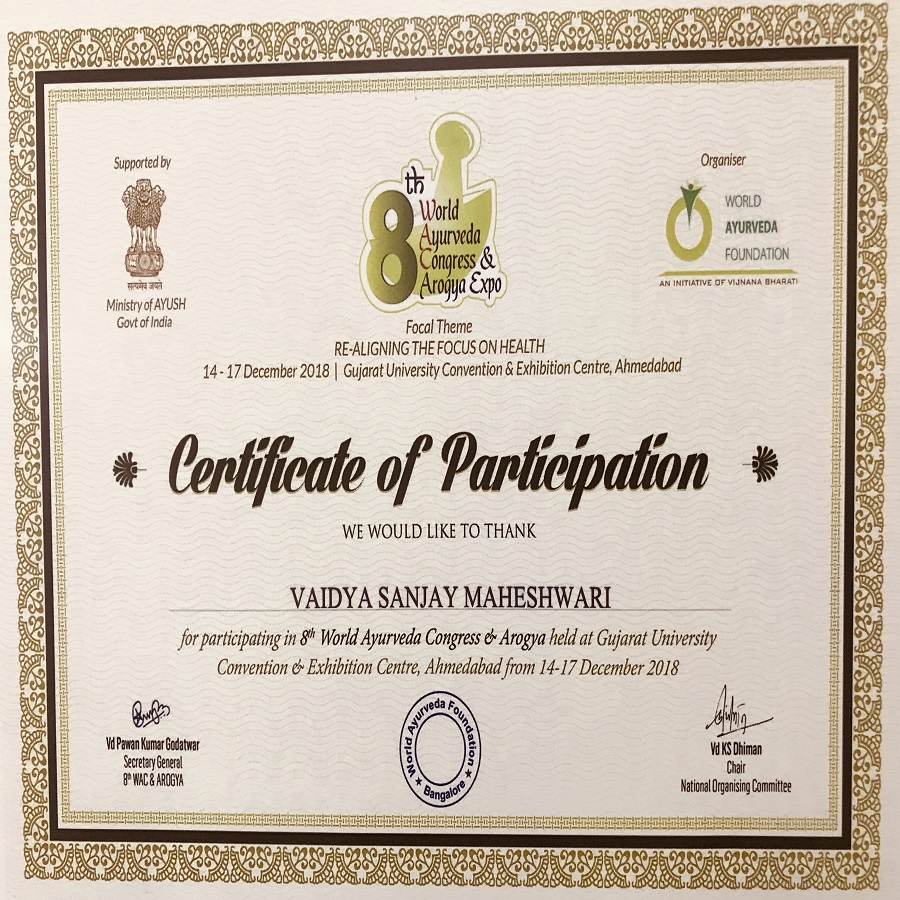 Supported by
सत्यमेव जयते
Ministry of AYUSH
Govt of India
8th
World
Ayurveda
Congress &
Arogya Expo
Organiser
WORLD
AYURVEDA
FOUNDATION
AN INITIATIVE OF VIJNANA BHARATI
Focal Theme
RE-ALIGNING THE FOCUS ON HEALTH
14 - 17 December 2018 | Gujarat University Convention & Exhibition Centre, Ahmedabad
Certificate of Participation
WE WOULD LIKE TO THANK
VAIDYA SANJAY MAHESHWARI
for participating in 8th World Ayurveda Congress & Arogya held at Gujarat University
Convention & Exhibition Centre, Ahmedabad from 14-17 December 2018
Vd Pawan Kumar Godatwar
Secretary General
8th WAC & AROGYA
World Ayurveda Foundation
★ Bangalore ★
Vd KS Dhiman
Chair
National Organising Committee